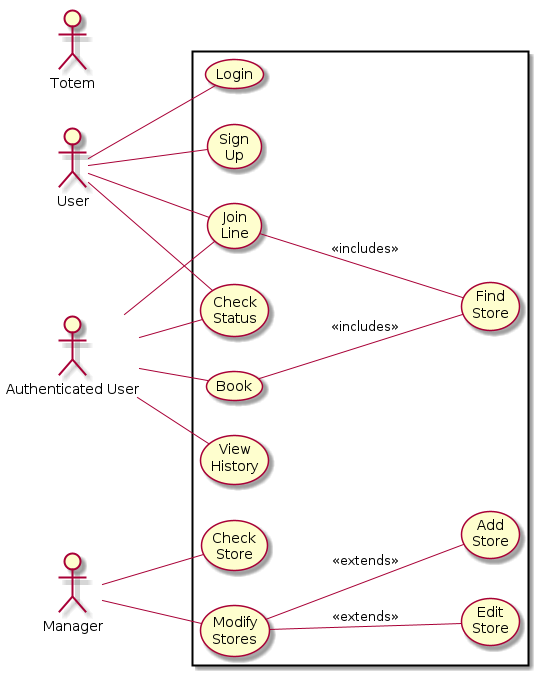 Totem
User
Authenticated User
Manager
Login
Sign
Up
Join
Line
Check
Status
Book
View
History
Check
Store
Modify
Stores
«includes»
«includes»
«extends»
«extends»
Find
Store
Add
Store
Edit
Store